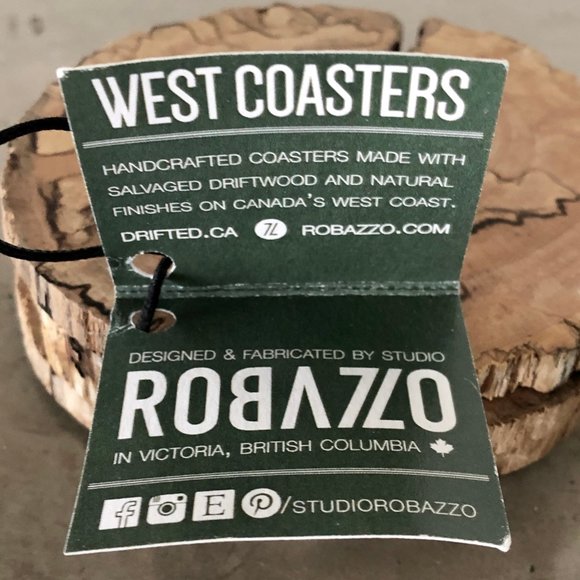 WEST COASTERS
HANDCRAFTED COASTERS MADE WITH
SALVAGED DRIFTWOOD AND NATURAL
FINISHES ON CANADA'S WEST COAST.
DRIFTED.CA 7L ROBAZZO.COM
DESIGNED & FABRICATED BY STUDIO
ROBAZZO
IN VICTORIA, BRITISH COLUMBIA
f E P /STUDIOROBAZZO